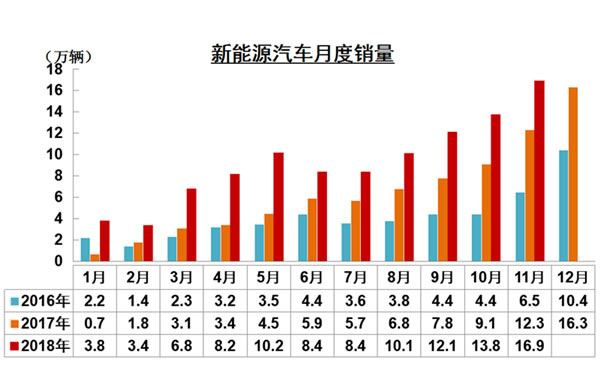 新能源汽车月度销量
（万辆）
18
16
14
12
10
8
6
4
2
0
1月 2月 3月 4月 5月 6月 7月 8月 9月 10月 11月 12月
2016年 2.2 1.4 2.3 3.2 3.5 4.4 3.6 3.8 4.4 4.4 6.5 10.4
2017年 0.7 1.8 3.1 3.4 4.5 5.9 5.7 6.8 7.8 9.1 12.3 16.3
2018年 3.8 3.4 6.8 8.2 10.2 8.4 8.4 10.1 12.1 13.8 16.9